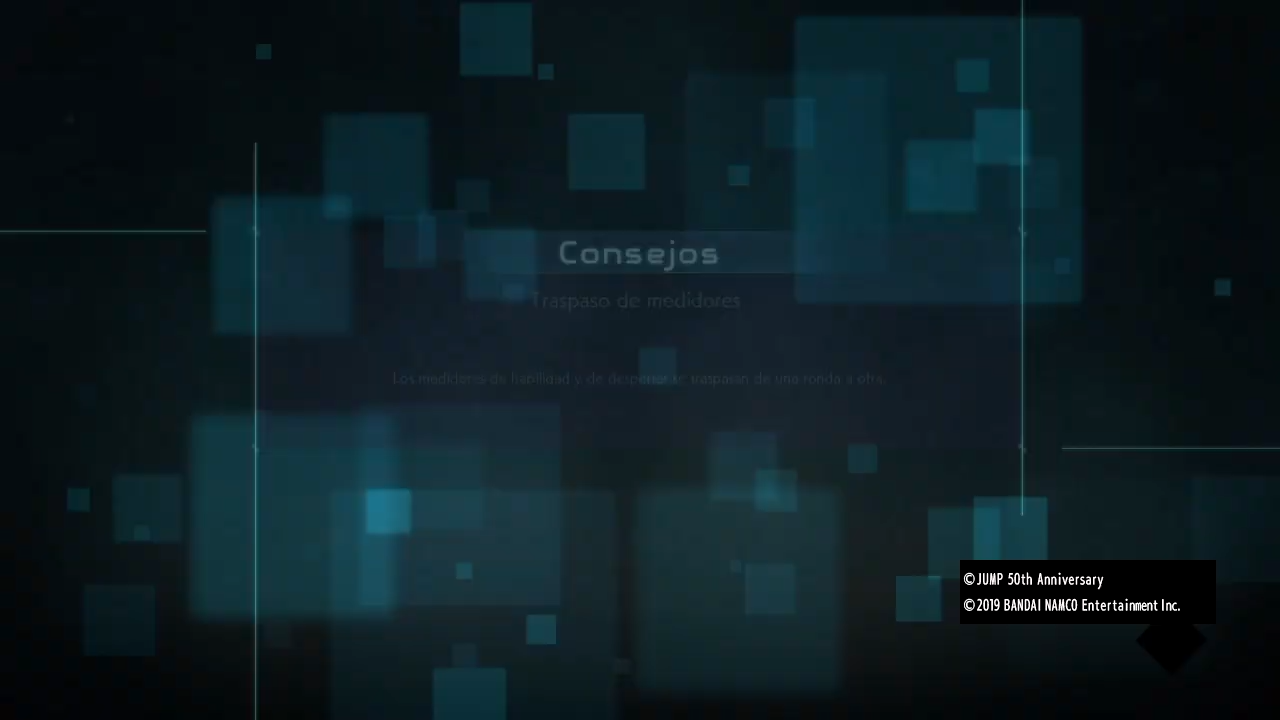 Consejos
Traspaso de medidores
Los medidores de habilidad y de despertar se traspasan de una ronda a otra.
©JUMP 50th Anniversary
©2019 BANDAI NAMCO Entertainment Inc.